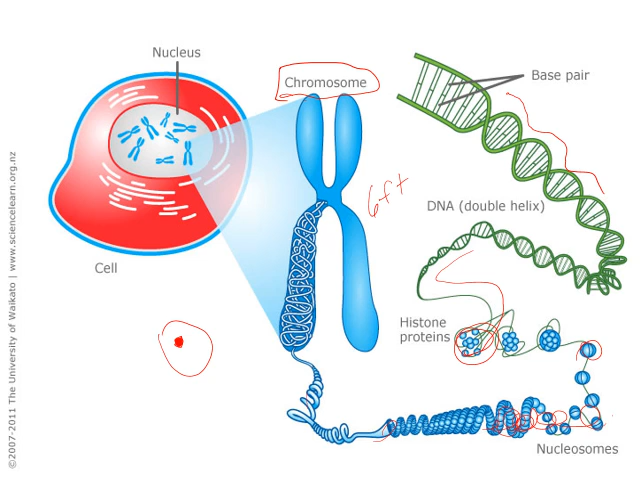 Nucleus
Chromosome
Base pair
6ft
DNA (double helix)
Cell
Histone
proteins
Nucleosomes
©2007-2011 The University of Waikato | www.sciencelearn.org.nz